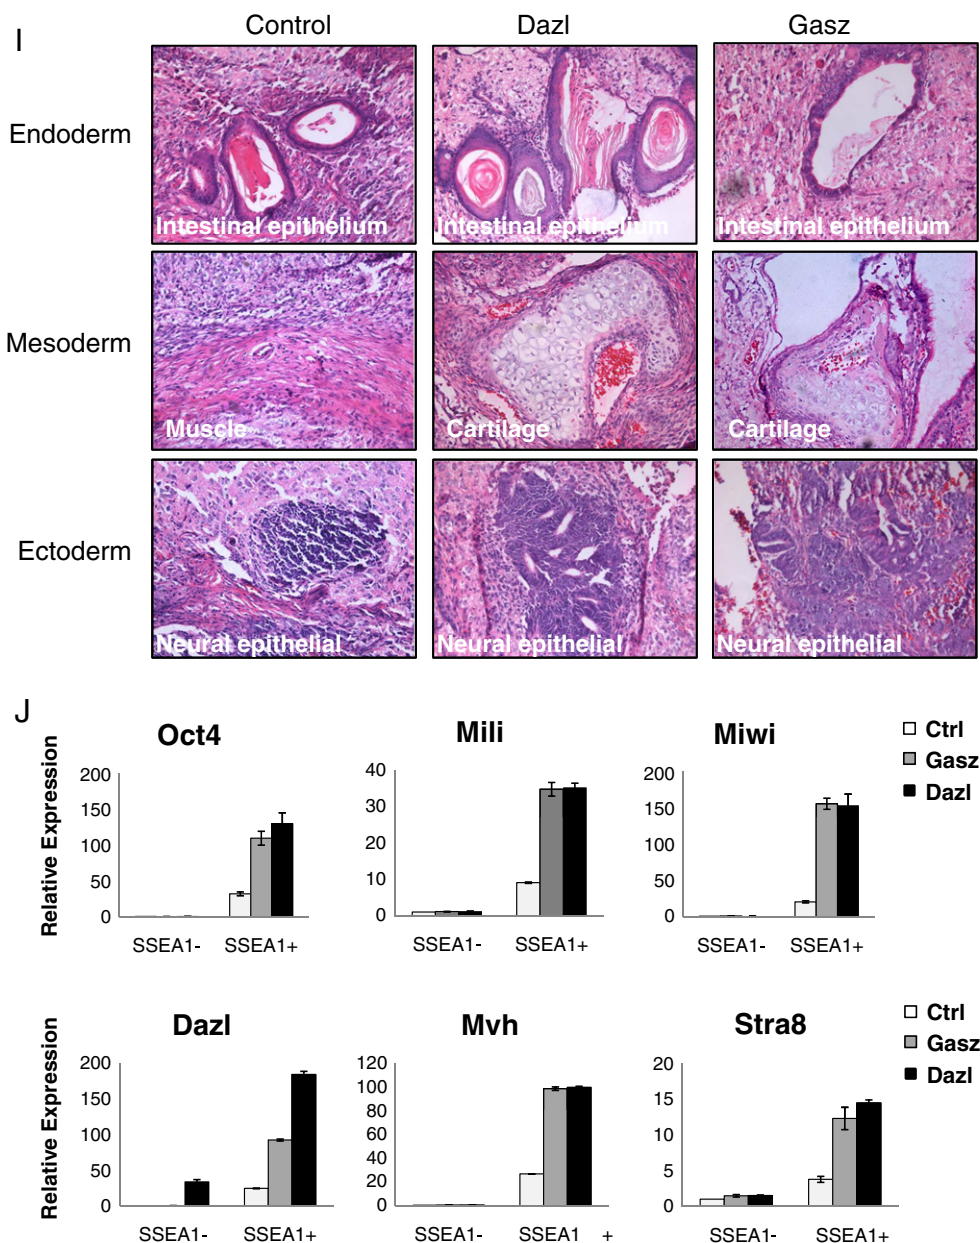 I
Control Dazl Gasz
Endoderm
Intestinal epithelium Intestinal epithelium Intestinal epithelium
Mesoderm
Muscle Cartilage Cartilage
Ectoderm
Neural epithelial Neural epithelial Neural epithelial
J
Oct4 Mili Miwi
Ctrl
Gasz
Dazl
Relative Expression
200
150
100
50
0
SSEA1- SSEA1+
40
30
20
10
0
SSEA1- SSEA1+
200
150
100
50
0
SSEA1- SSEA1+
Dazl Mvh Stra8
Ctrl
Gasz
Dazl
Relative Expression
200
150
100
50
0
SSEA1- SSEA1+
120
100
80
60
40
20
0
SSEA1- SSEA1 +
20
15
10
5
0
SSEA1- SSEA1+